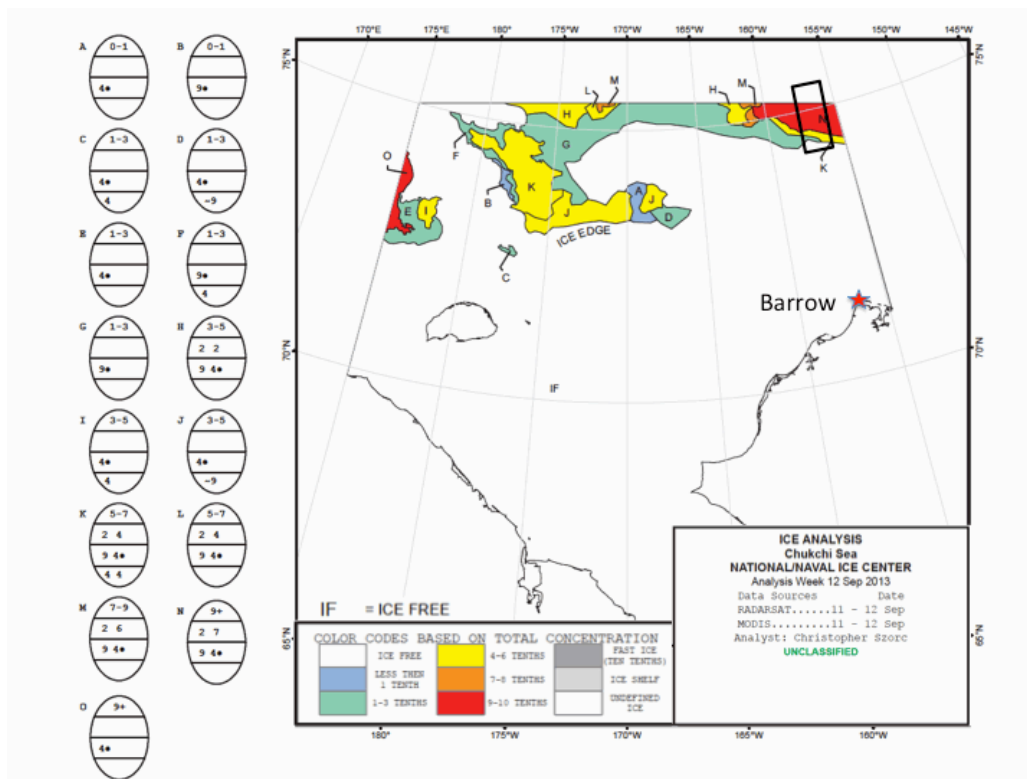 A 0-1
4•
B 0-1
9•
C 1-3
4•
4
D 1-3
4•
-9
E 1-3
4•
F 1-3
9•
4
G 1-3
9•
H 3-5
2 2
9 4•
I 3-5
4•
4
J 3-5
4•
-9
K 5-7
2 4
9 4•
4 4
L 5-7
2 4
9 4•
M 7-9
2 6
9 4•
N 9+
2 7
9 4•
O 9+
4•
170°E 175°E 180° 175°W 170°W 165°W 160°W 155°W 150°W 145°W
75°N
75°N
M
L
H
M
H
N
F
G
O
K
K
B
A
J
E
I
J
D
ICE EDGE
C
Barrow
70°N
70°N
IF
IF = ICE FREE
65°N
65°N
COLOR CODES BASED ON TOTAL CONCENTRATION
ICE FREE
LESS THEN 1 TENTH
1-3 TENTHS
4-6 TENTHS
7-8 TENTHS
9-10 TENTHS
FAST ICE (TEN TENTHS)
ICE SHELF
UNDEFINED ICE
ICE ANALYSIS
Chukchi Sea
NATIONAL/NAVAL ICE CENTER
Analysis Week 12 Sep 2013
Data Sources Date
RADARSAT......11 - 12 Sep
MODIS.........11 - 12 Sep
Analyst: Christopher Szorc
UNCLASSIFIED
180° 175°W 170°W 165°W 160°W